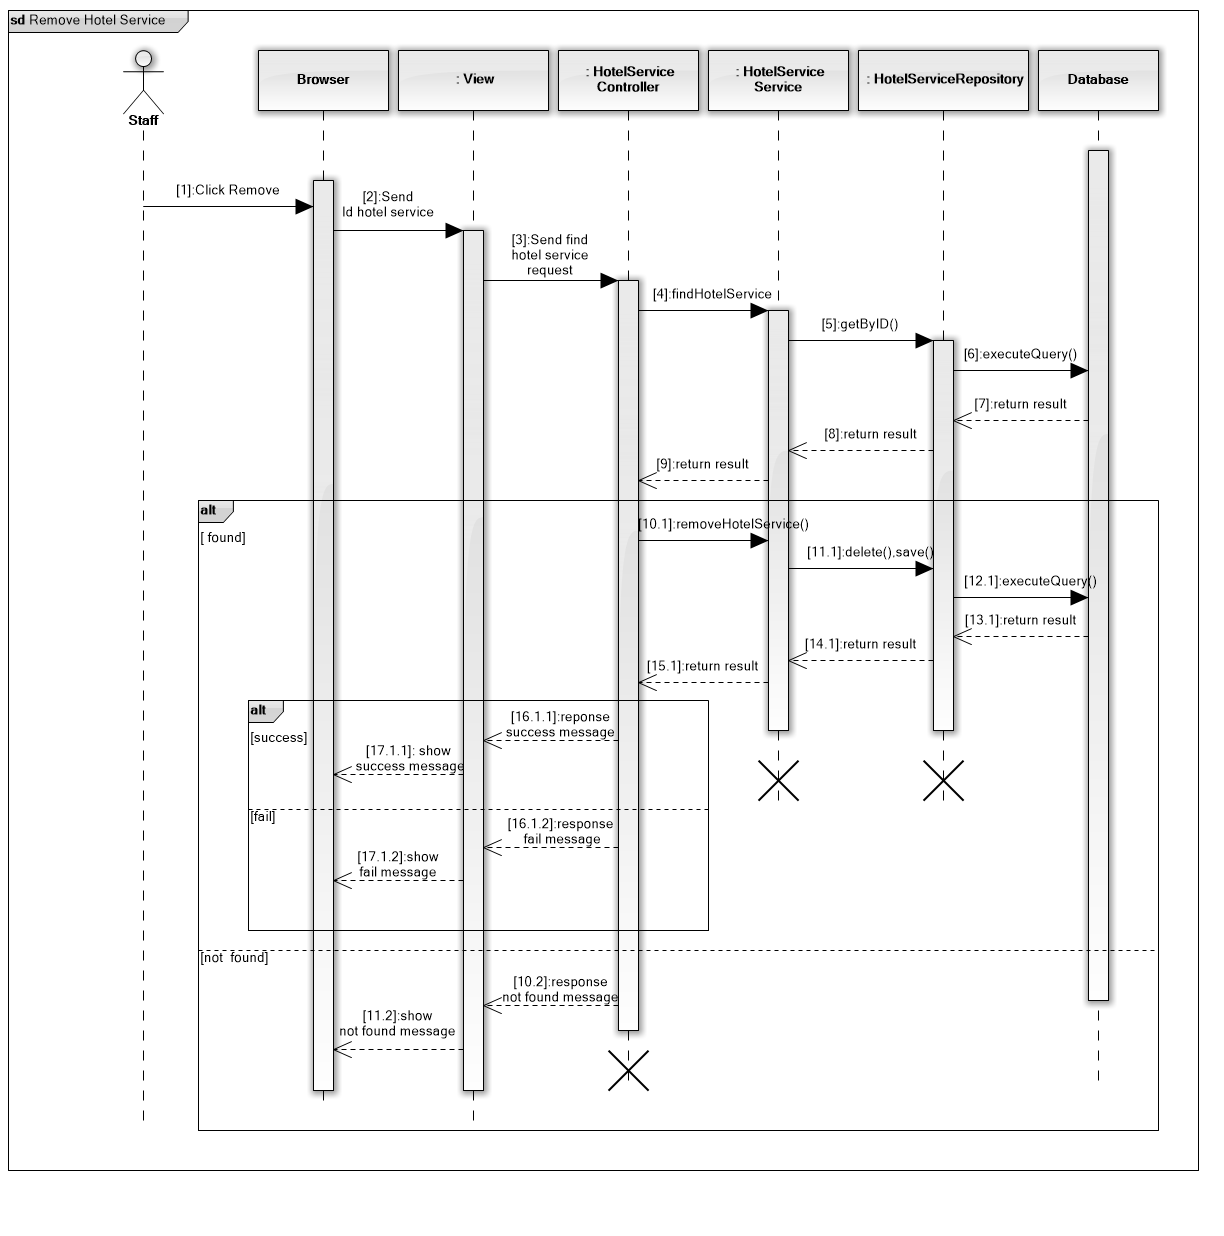 sd Remove Hotel Service
Staff
Browser
: View
: HotelService
Controller
: HotelService
Service
: HotelServiceRepository
Database
[1]:Click Remove
[2]:Send
Id hotel service
[3]:Send find
hotel service
request
[4]:findHotelService
[5]:getByID()
[6]:executeQuery()
[7]:return result
[8]:return result
[9]:return result
alt
[ found]
[10.1]:removeHotelService()
[11.1]:delete(),save()
[12.1]:executeQuery()
[13.1]:return result
[14.1]:return result
[15.1]:return result
alt
[success]
[16.1.1]:reponse
success message
[17.1.1]: show
success message
[fail]
[16.1.2]:response
fail message
[17.1.2]:show
fail message
[not  found]
[10.2]:response
not found message
[11.2]:show
not found message